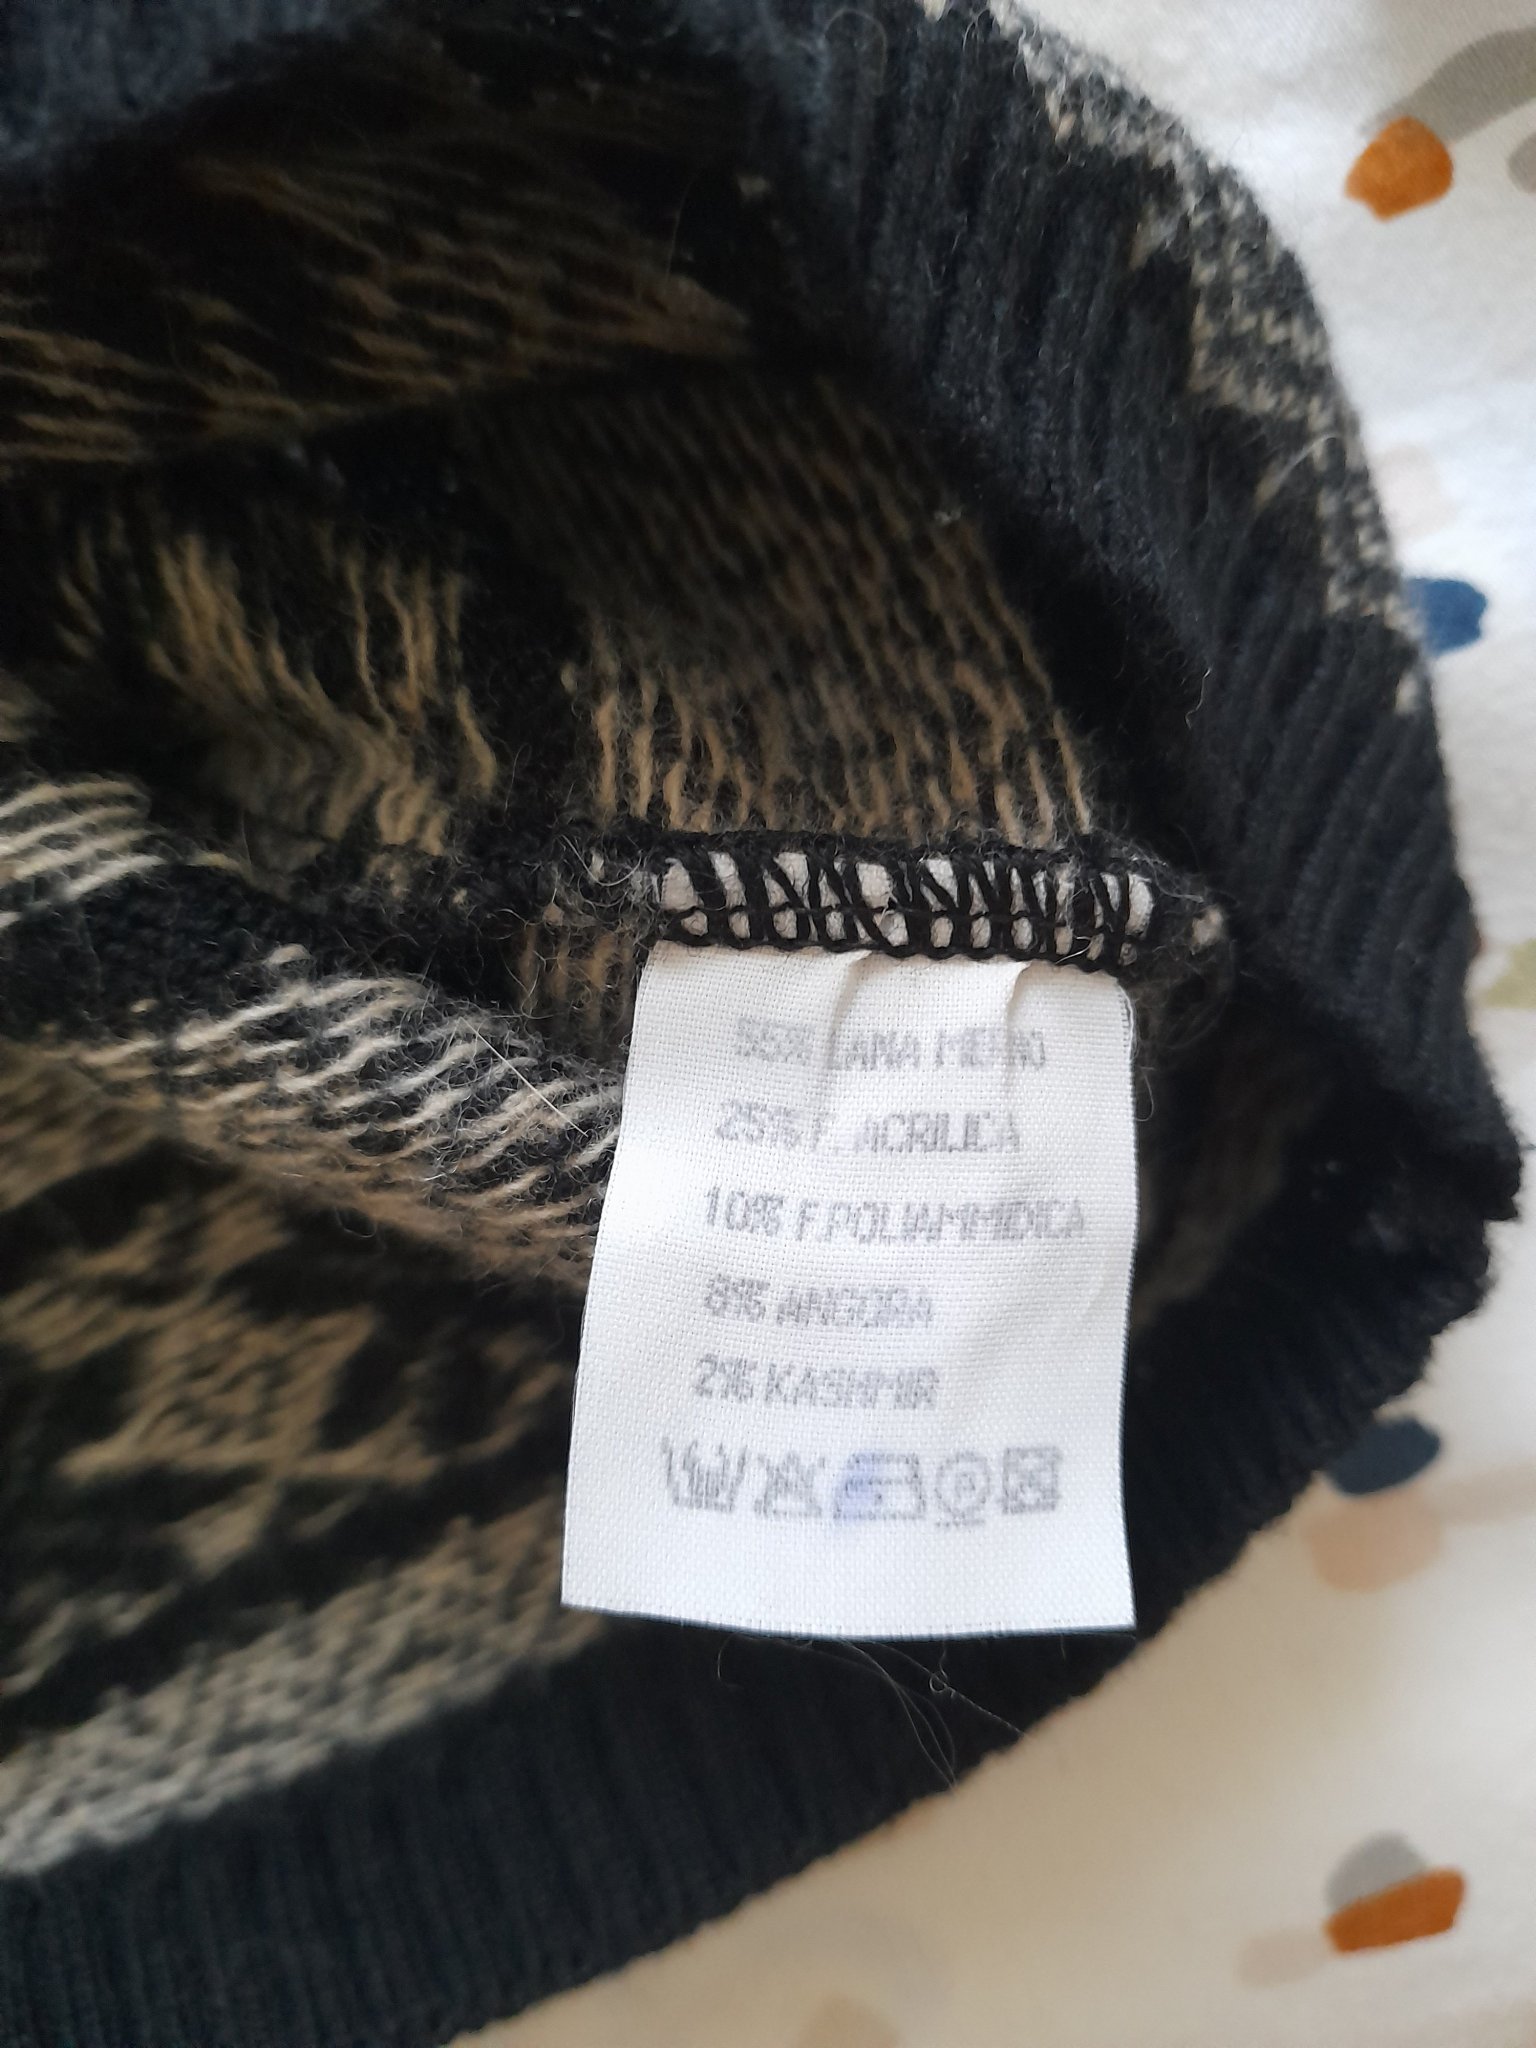 55% LANA MERINO
25% F. ACRILICA
10% F.POLIAMMIDICA
8% ANGORA
2% KASHMIR